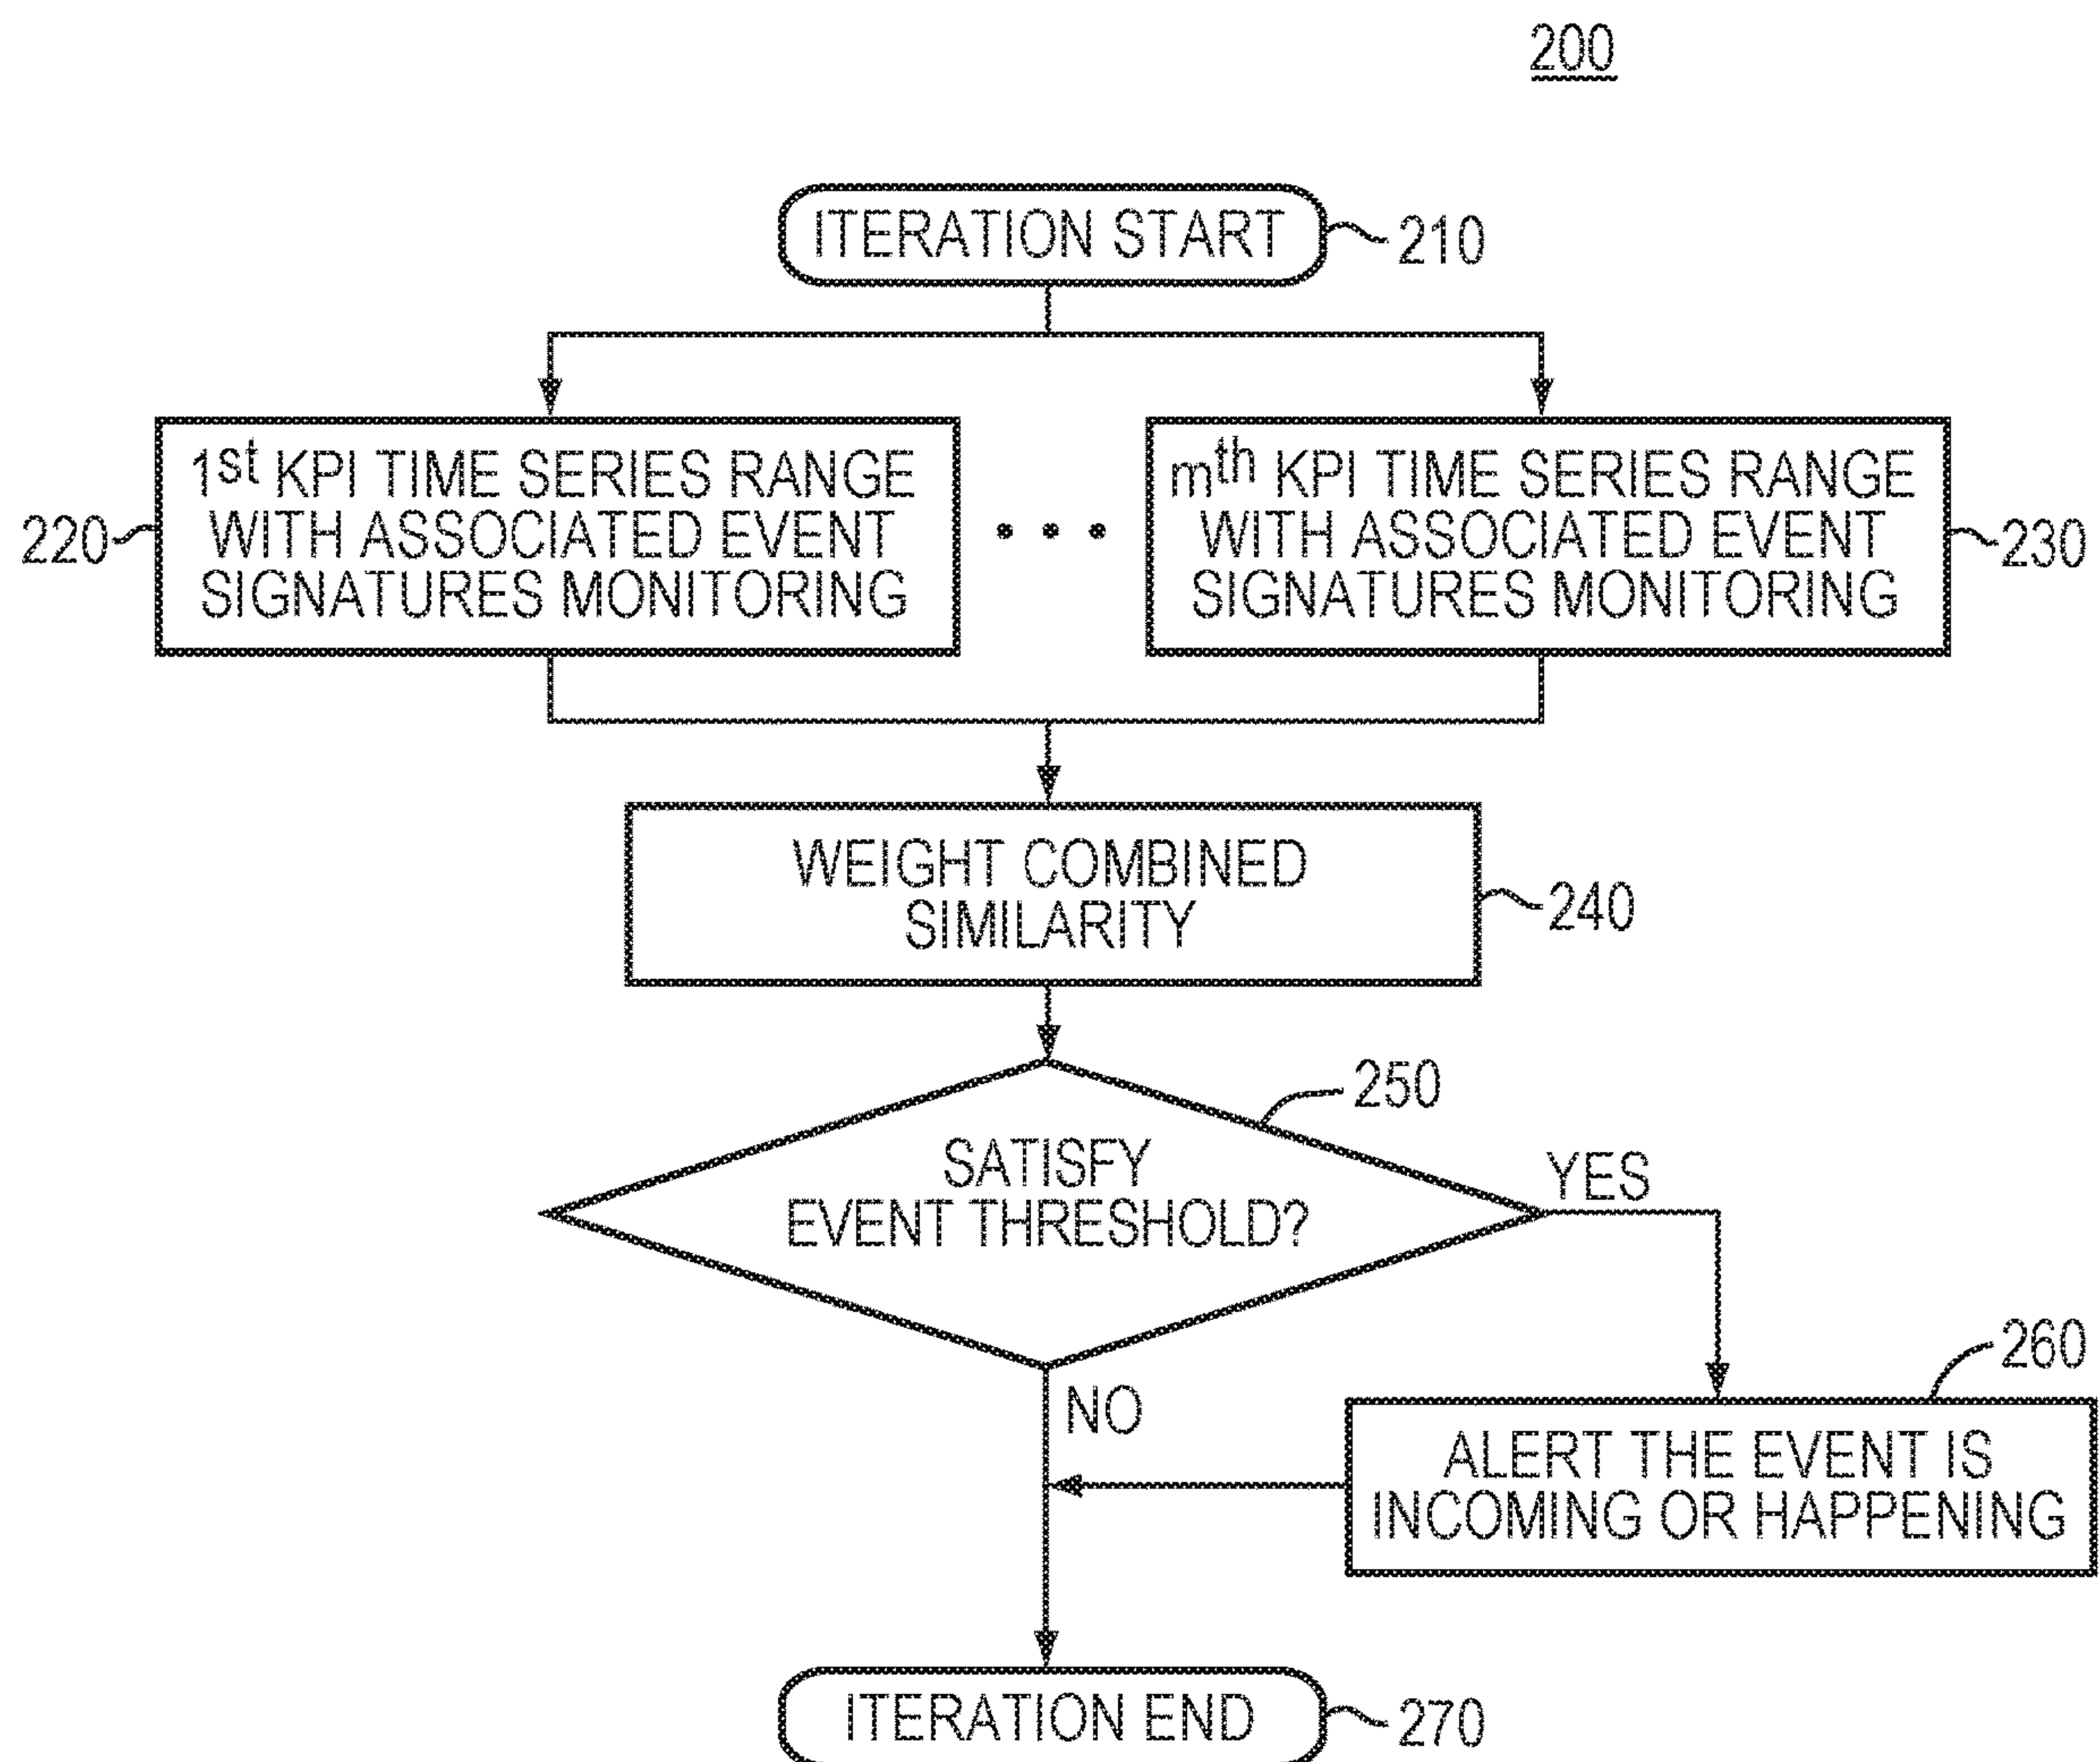 200
ITERATION START
210
1st KPI TIME SERIES RANGE
WITH ASSOCIATED EVENT
SIGNATURES MONITORING
220
mth KPI TIME SERIES RANGE
WITH ASSOCIATED EVENT
SIGNATURES MONITORING
230
WEIGHT COMBINED
SIMILARITY
240
250
SATISFY
EVENT THRESHOLD?
YES
NO
260
ALERT THE EVENT IS
INCOMING OR HAPPENING
ITERATION END
270